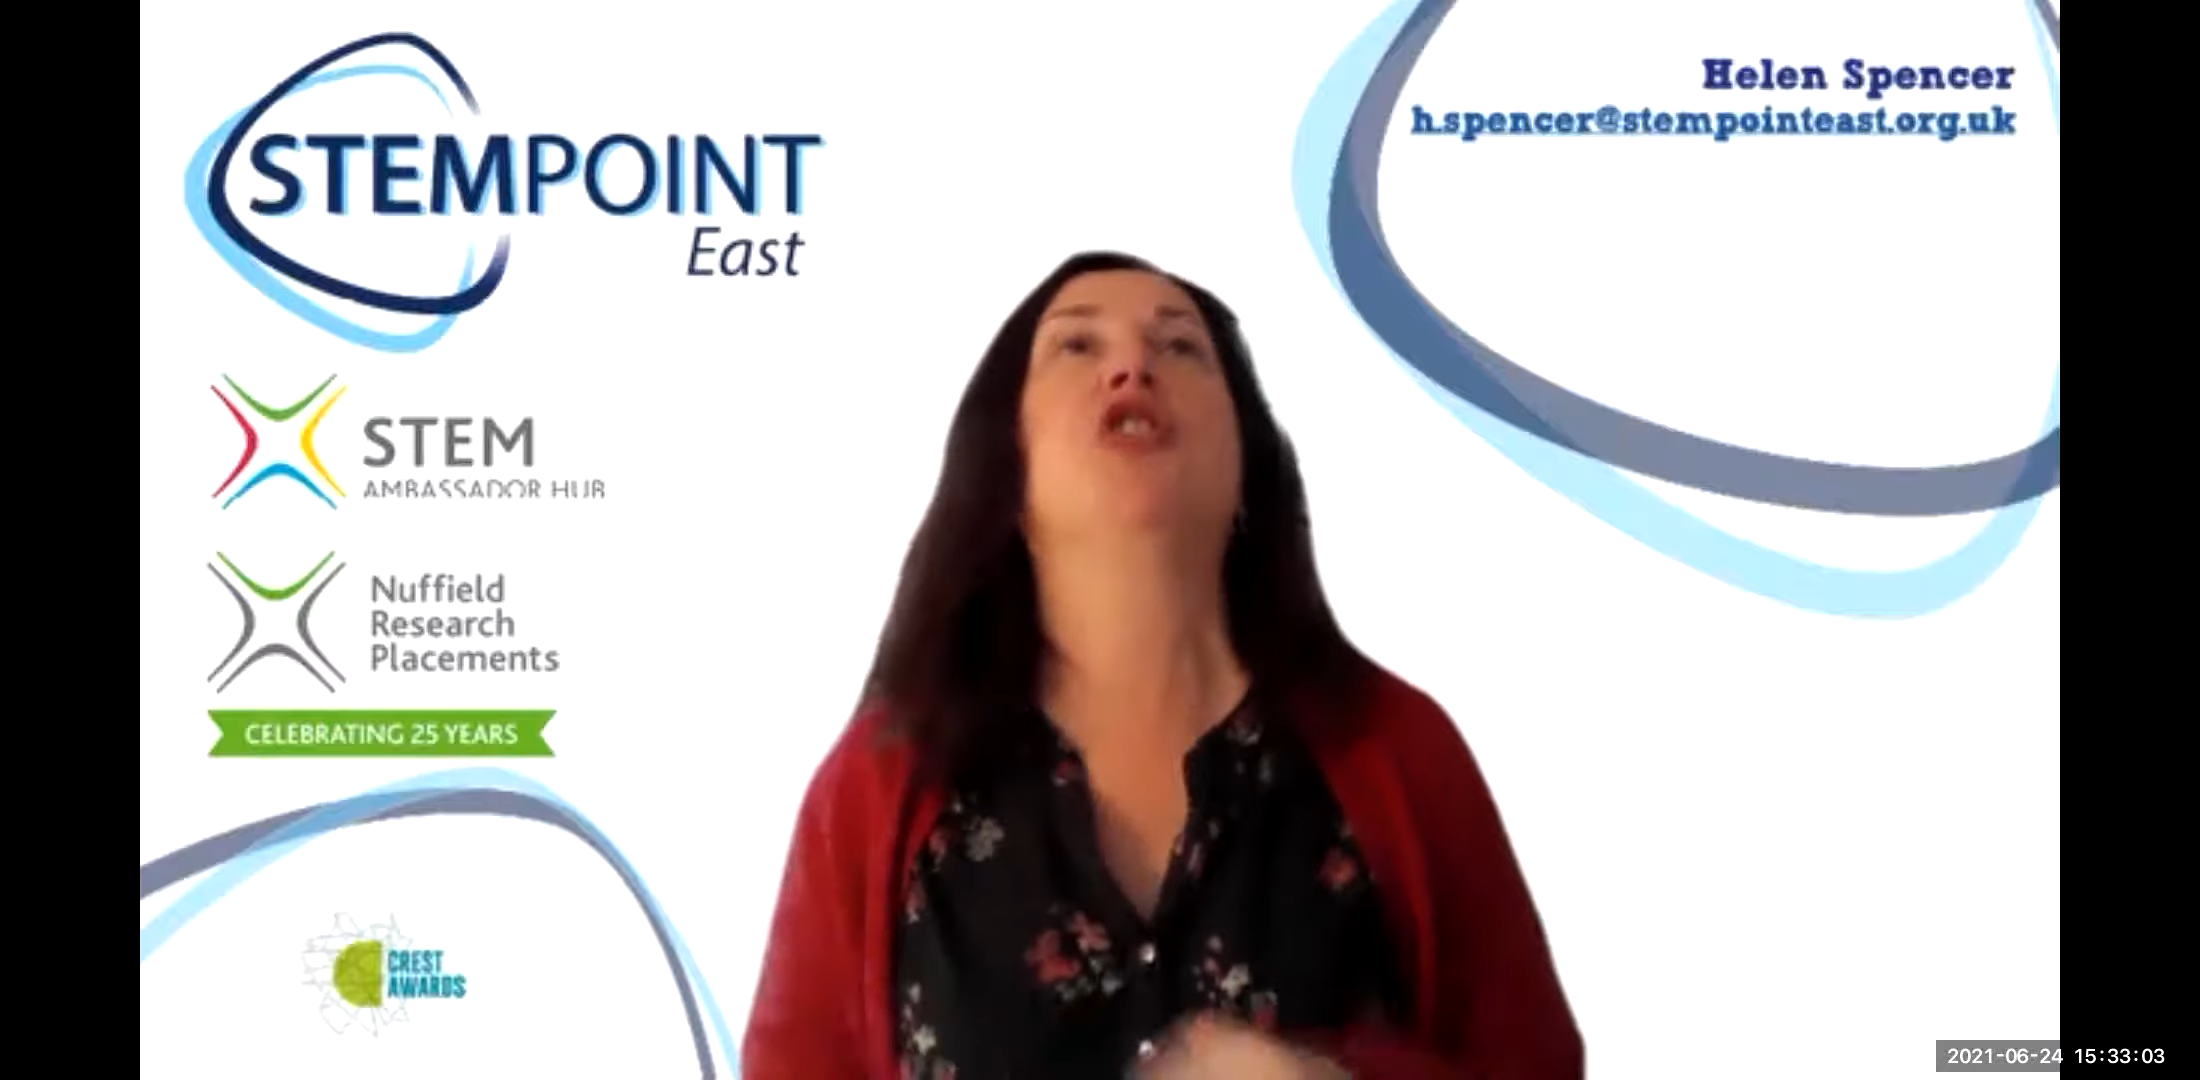 STEMPOINT
East
Helen Spencer
h.spencer@stempointeast.org.uk
STEM
AMBASSADOR HUB
Nuffield
Research
Placements
CELEBRATING 25 YEARS
CREST
AWARDS
2021-06-24 15:33:03